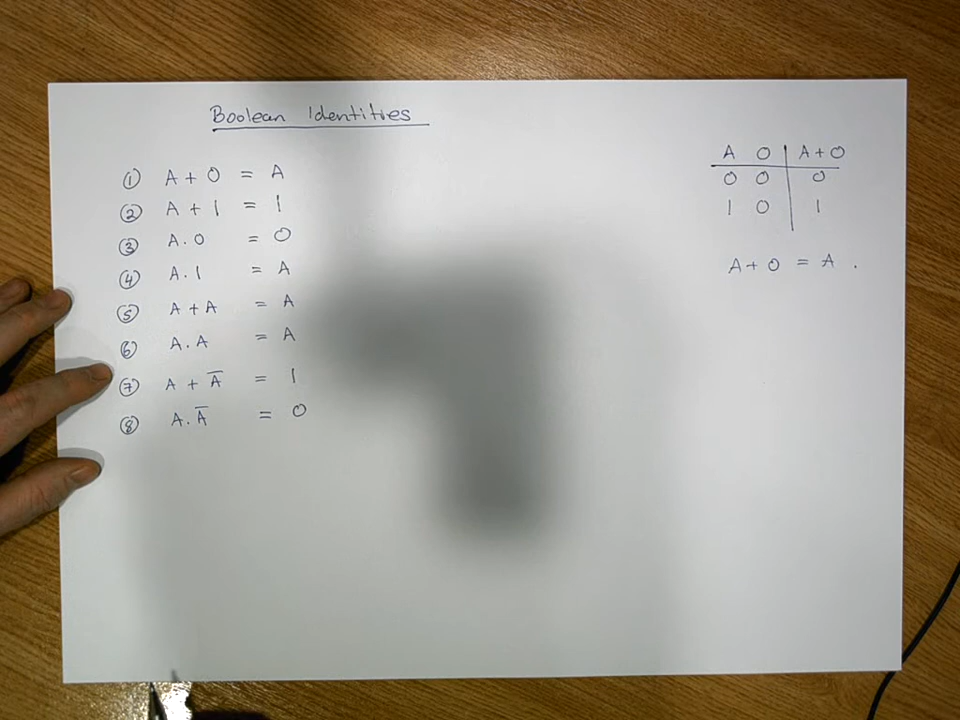 Boolean Identities
① A + 0 = A
② A + 1 = 1
③ A . 0 = 0
④ A . 1 = A
⑤ A + A = A
⑥ A . A = A
⑦ A + A̅ = 1
⑧ A . A̅ = 0
A 0 | A + 0
0 0 | 0
1 0 | 1
A + 0 = A .